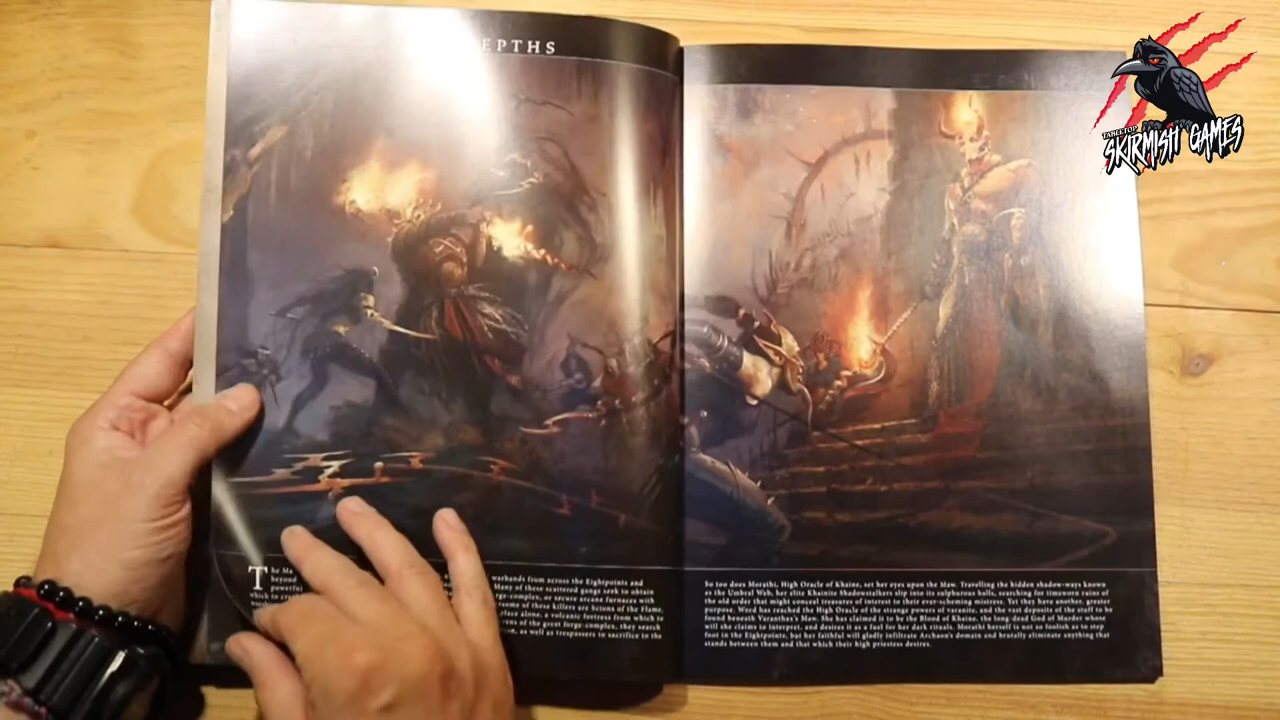 EPTHS
TABLETOP
SKIRMISH GAMES
The Ma
beyond
powerful
which to
warbands from across the Eightpoints and
Many of these scattered gangs seek to obtain
or secure arcane furnaces with
some of these killers are Scions of the Flame,
place alone, a volcanic fortress from which to
of the great forge-complex, they search
as well as trespassers to sacrifice to the
So too does Morathi, High Oracle of Khaine, set her eyes upon the Maw. Travelling the hidden shadow-ways known
as the Umbral Web, her elite Khainite Shadowstalkers slip into its sulphurous halls, searching for timeworn ruins of
the old order that might conceal treasures of interest to their ever-scheming mistress. Yet they have another, greater
purpose. Word has reached the High Oracle of the strange powers of varanite, and the vast deposits of the stuff to be
found beneath Varanthax's Maw. She has claimed it to be the Blood of Khaine, the long-dead God of Murder whose
will she claims to interpret, and desires it as a fuel for her dark rituals. Morathi herself is not so foolish as to step
foot in the Eightpoints, but her faithful will gladly infiltrate Archaon's domain and brutally eliminate anything that
stands between them and that which their high priestess desires.